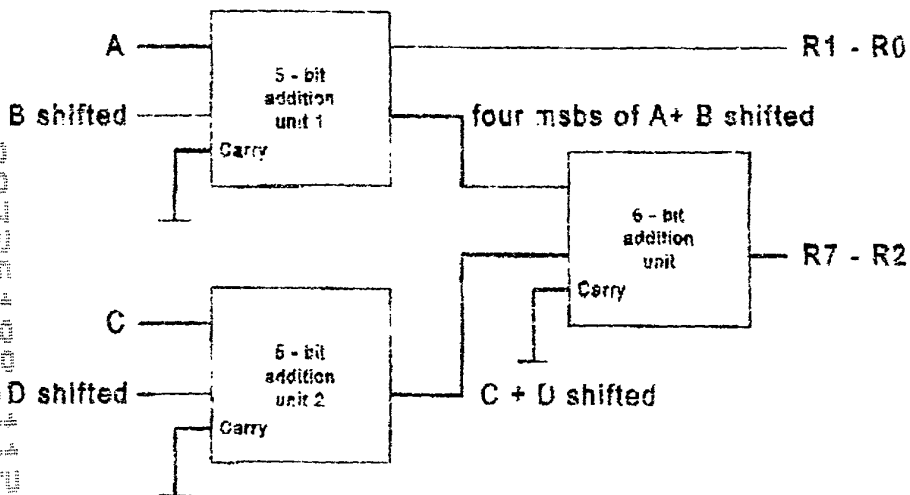 A
R1 - R0
5 - bit
addition
unit 1
B shifted
four msbs of A+ B shifted
Carry
6 - bit
addition
unit
R7 - R2
Carry
C
5 - bit
addition
unit 2
D shifted
C + D shifted
Carry